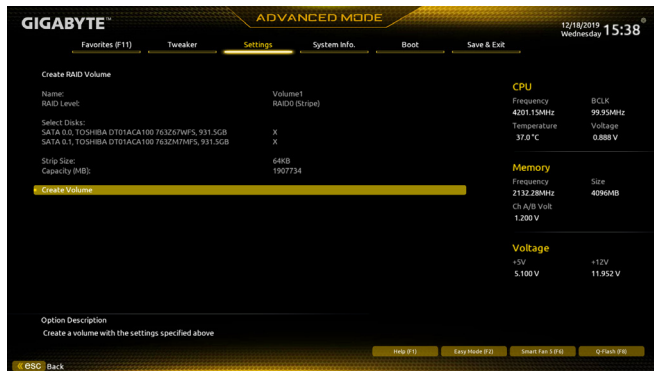 GIGABYTE™
ADVANCED MODE
12/18/2019 15:38
Wednesday
Favorites (F11) Tweaker Settings System Info. Boot Save & Exit
Create RAID Volume
Name: Volume1
RAID Level: RAID0 (Stripe)
Select Disks:
SATA 0.0, TOSHIBA DT01ACA100 763Z67WFS, 931.5GB X
SATA 0.1, TOSHIBA DT01ACA100 763ZM7MFS, 931.5GB X
Strip Size: 64KB
Capacity (MB): 1907734
Create Volume
CPU
Frequency BCLK
4201.15MHz 99.95MHz
Temperature Voltage
37.0 °C 0.888 V
Memory
Frequency Size
2132.28MHz 4096MB
Ch A/B Volt
1.200 V
Voltage
+5V +12V
5.100 V 11.952 V
Option Description
Create a volume with the settings specified above
Help (F1) Easy Mode (F2) Smart Fan 5 (F6) Q-Flash (F8)
esc Back